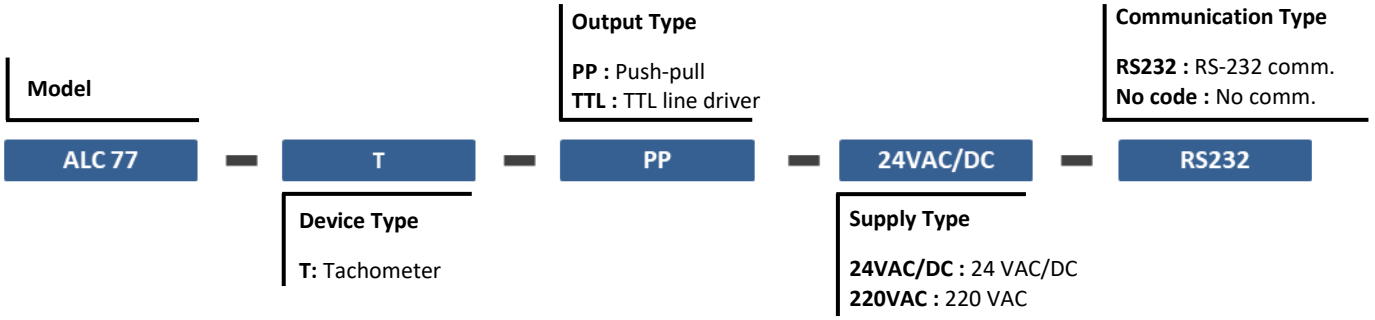 Output Type
PP : Push-pull
TTL : TTL line driver
Communication Type
RS232 : RS-232 comm.
No code : No comm.
Model
ALC 77 - T - PP - 24VAC/DC - RS232
Device Type
T: Tachometer
Supply Type
24VAC/DC : 24 VAC/DC
220VAC : 220 VAC